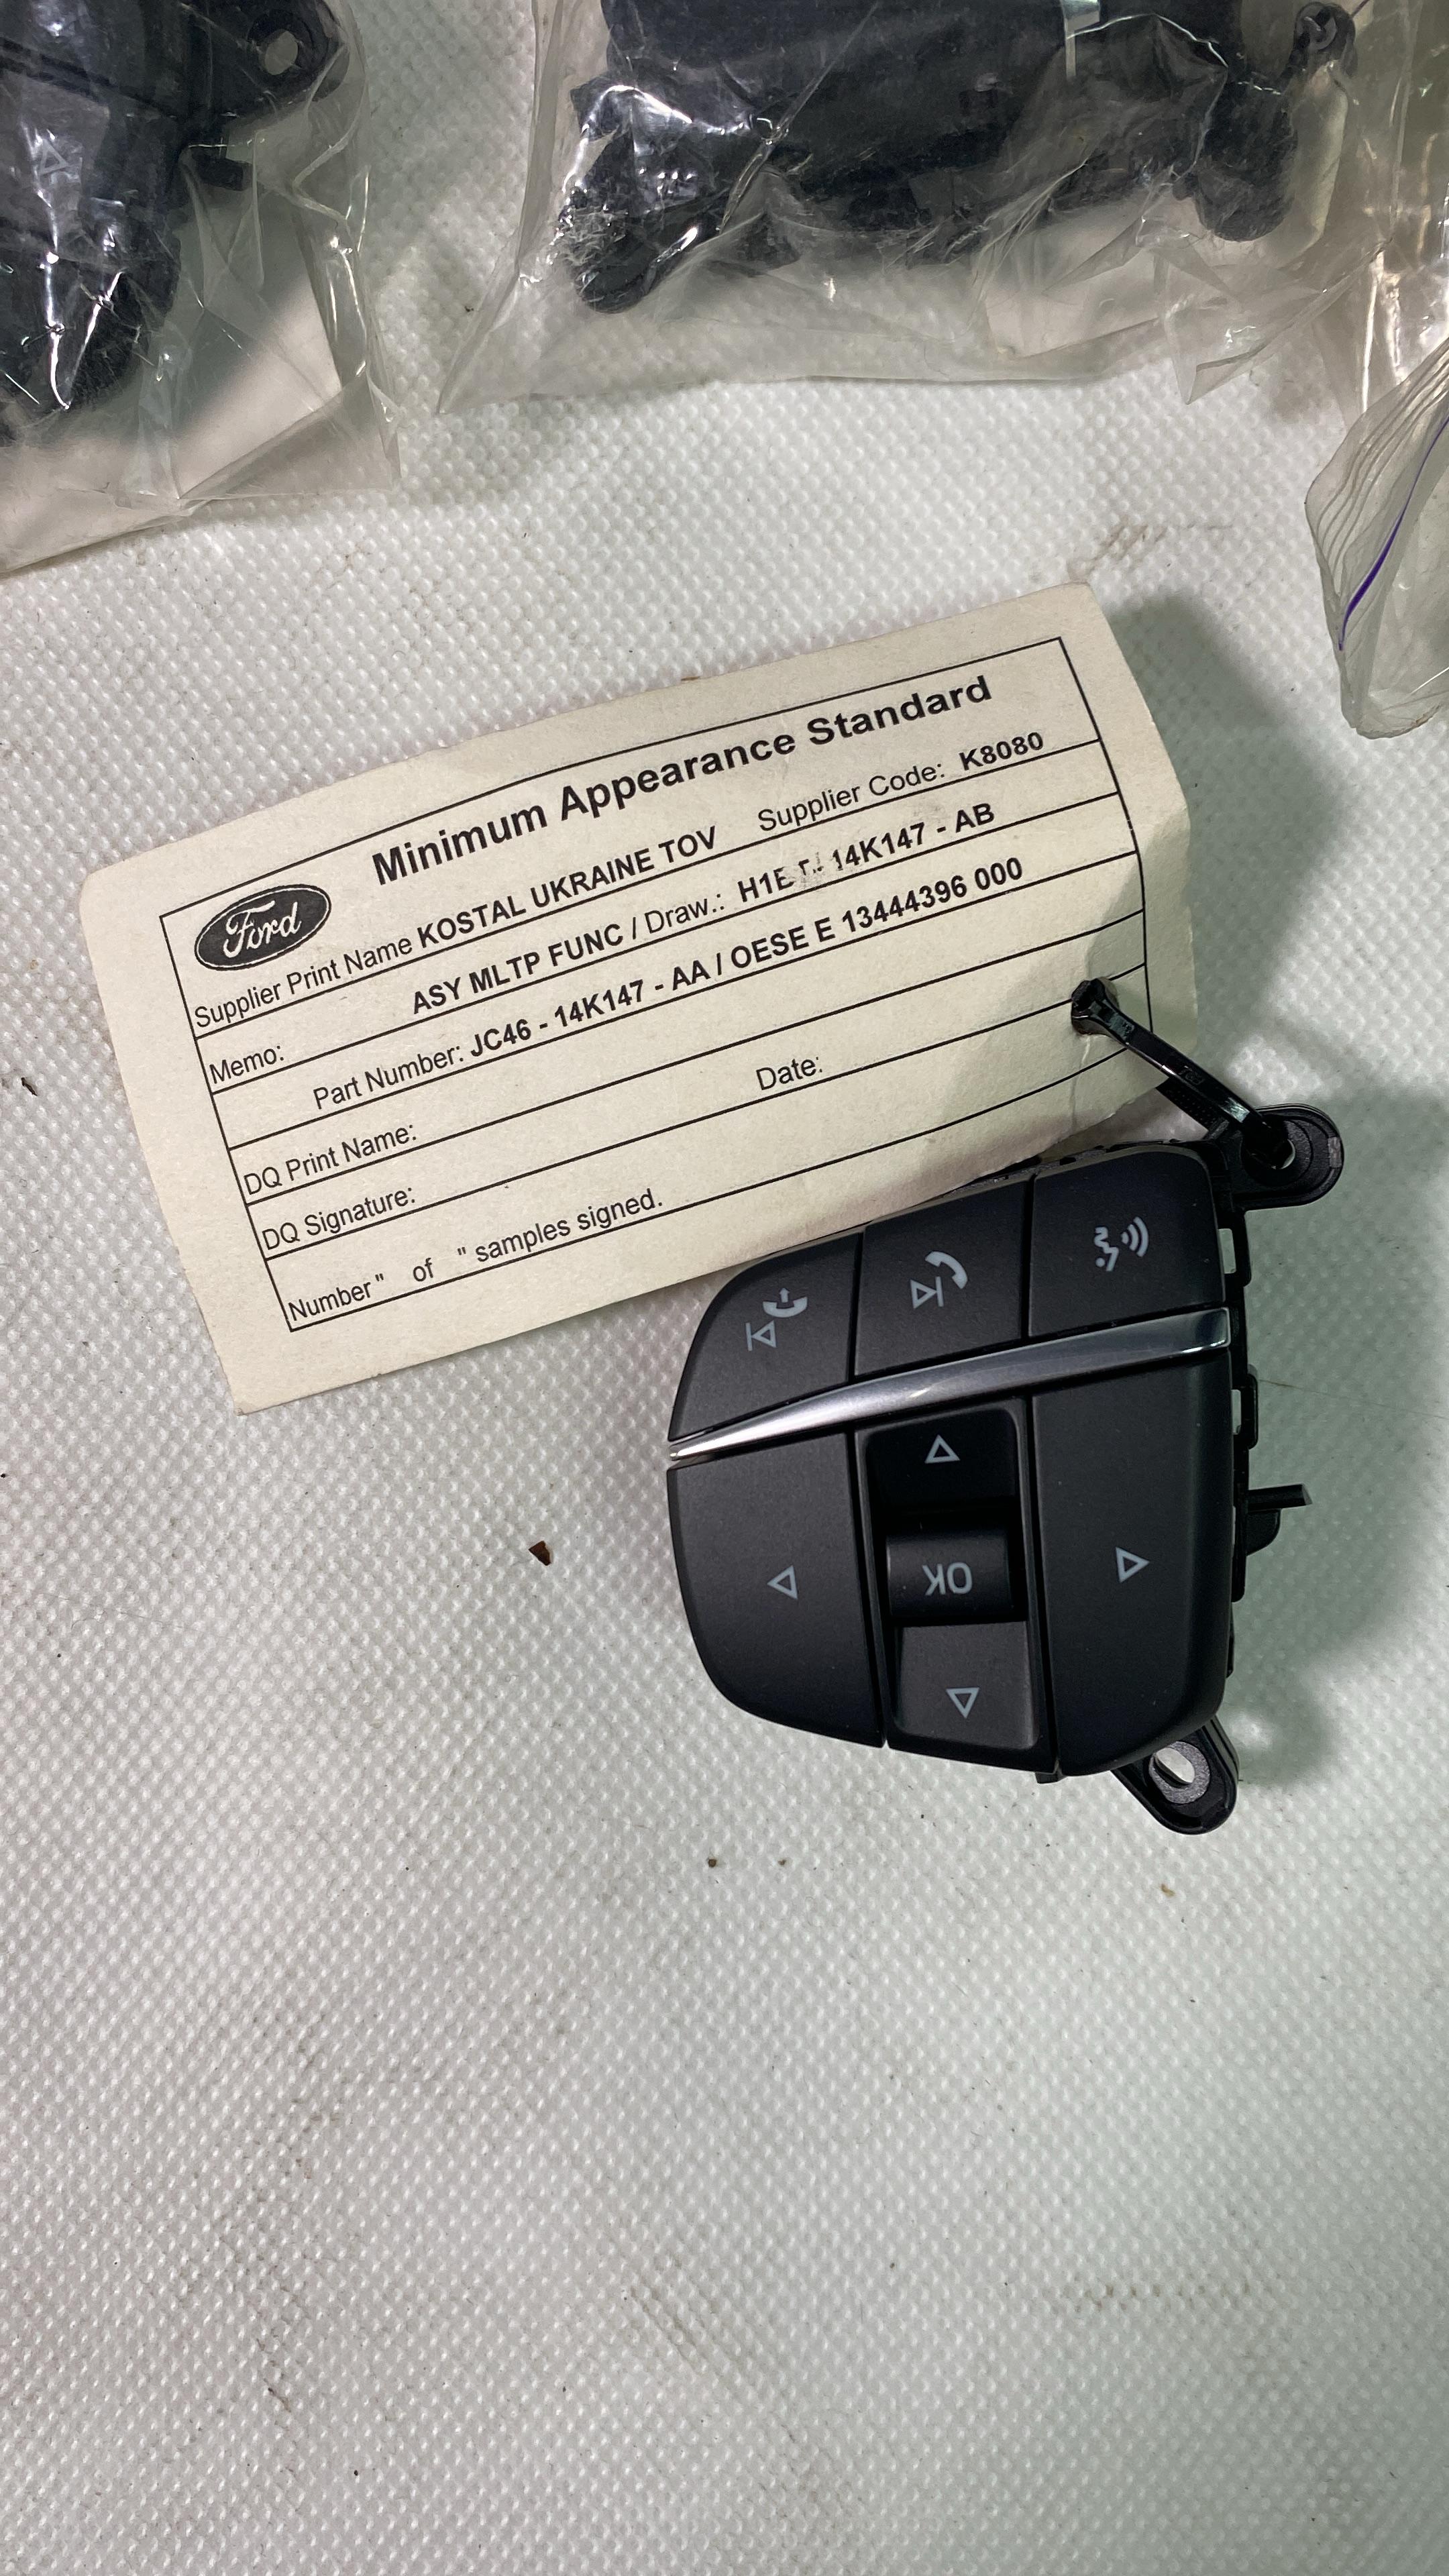 Ford
Minimum Appearance Standard
Supplier Print Name KOSTAL UKRAINE TOV Supplier Code: K8080
Memo: ASY MLTP FUNC / Draw.: 14K147 - AB
Part Number: JC46 - 14K147 - AA / OESE E 13444396 000
DQ Print Name:
DQ Signature: Date:
Number " of " samples signed.
OK